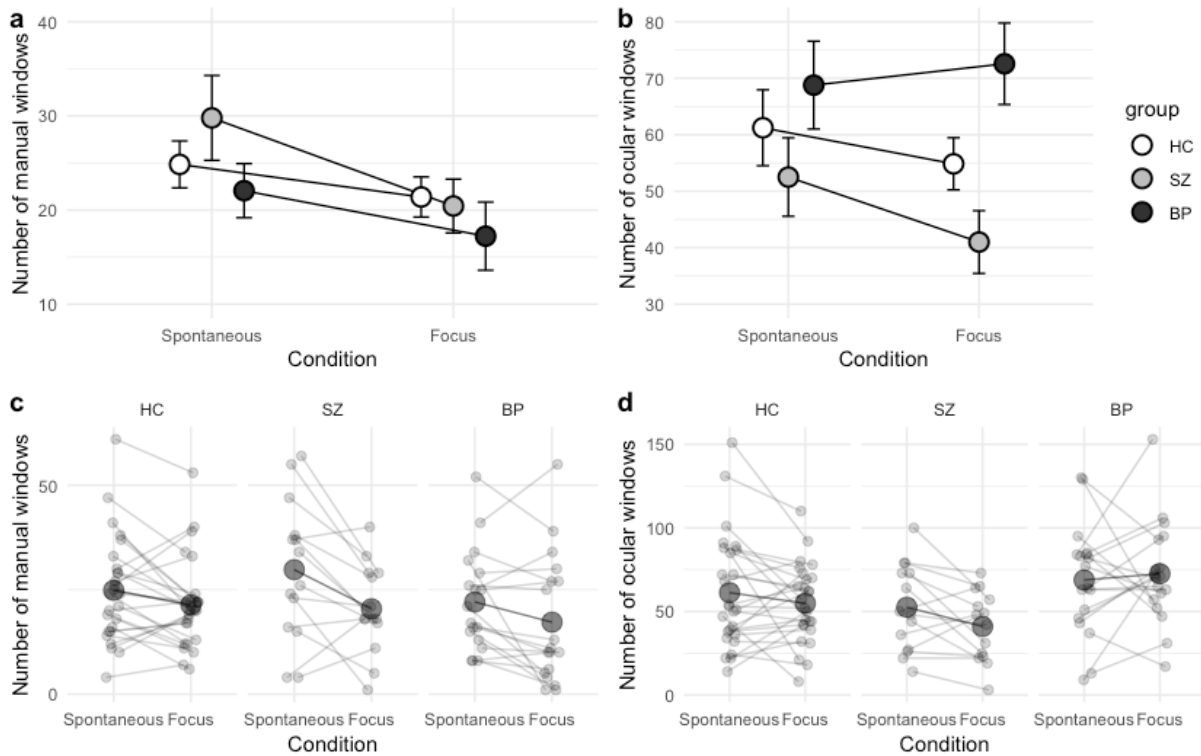 a
Number of manual windows
40
30
20
10
Spontaneous Focus
Condition
b
Number of ocular windows
80
70
60
50
40
30
Spontaneous Focus
Condition
group
HC
SZ
BP
c
HC SZ BP
Number of manual windows
50
0
Spontaneous Focus Spontaneous Focus Spontaneous Focus
Condition
d
HC SZ BP
Number of ocular windows
150
100
50
0
Spontaneous Focus Spontaneous Focus Spontaneous Focus
Condition